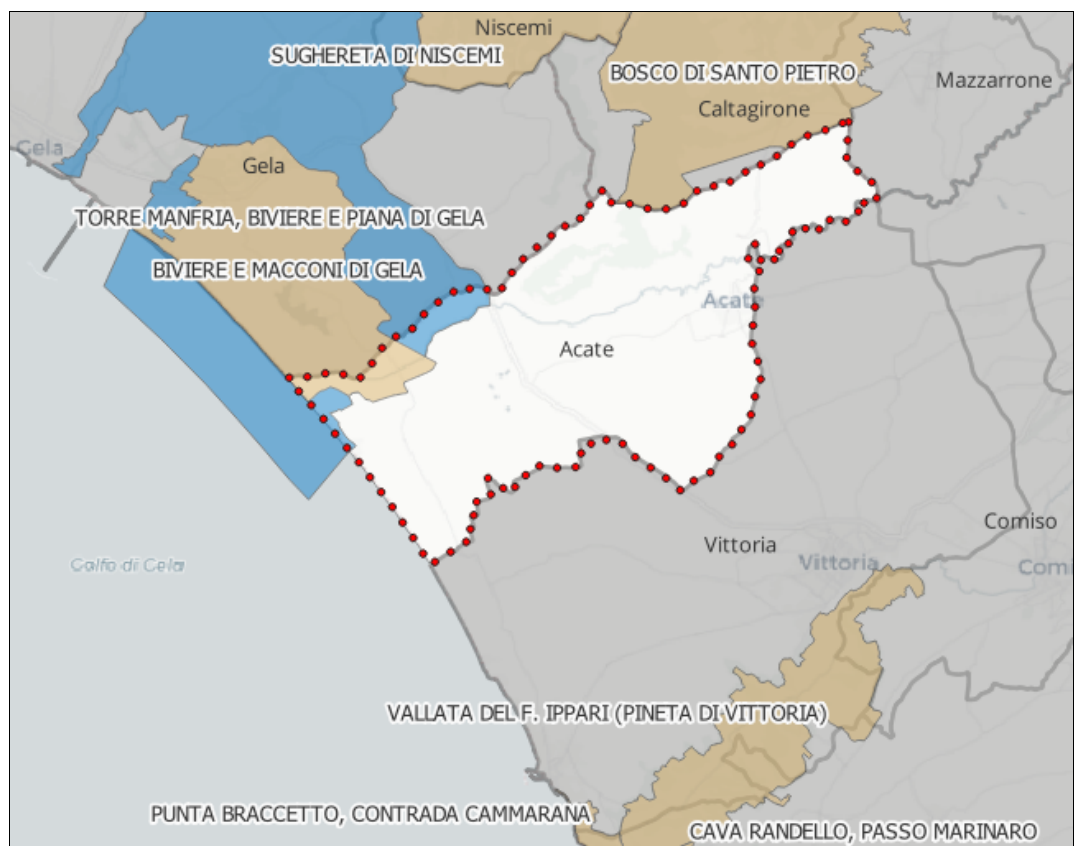 Niscemi
SUGHERETA DI NISCEMI
BOSCO DI SANTO PIETRO
Mazzarrone
Caltagirone
Gela
Gela
TORRE MANFRIA, BIVIERE E PIANA DI GELA
BIVIERE E MACCONI DI GELA
Acate
Acate
Comiso
Vittoria
Vittoria
Golfo di Gela
Comi
VALLATA DEL F. IPPARI (PINETA DI VITTORIA)
PUNTA BRACCETTO, CONTRADA CAMMARANA
CAVA RANDELLO, PASSO MARINARO